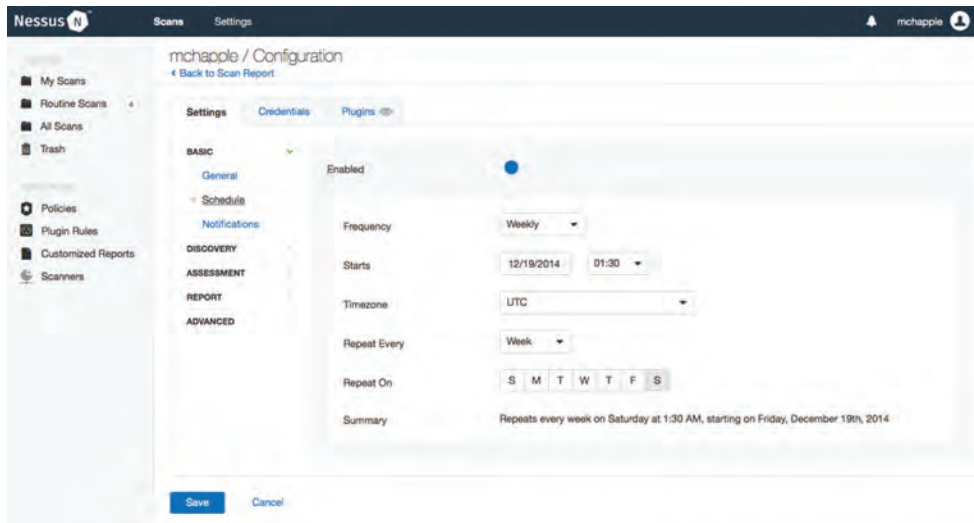 Nessus N
Scans Settings
mchapple
mchapple / Configuration
Back to Scan Report
My Scans
Routine Scans 4
All Scans
Trash
Policies
Plugin Rules
Customized Reports
Scanners
Settings Credentials Plugins
BASIC
General
Schedule
Notifications
DISCOVERY
ASSESSMENT
REPORT
ADVANCED
Enabled
Frequency Weekly
Starts 12/19/2014 01:30
Timezone UTC
Repeat Every Week
Repeat On S M T W T F S
Summary Repeats every week on Saturday at 1:30 AM, starting on Friday, December 19th, 2014
Save Cancel